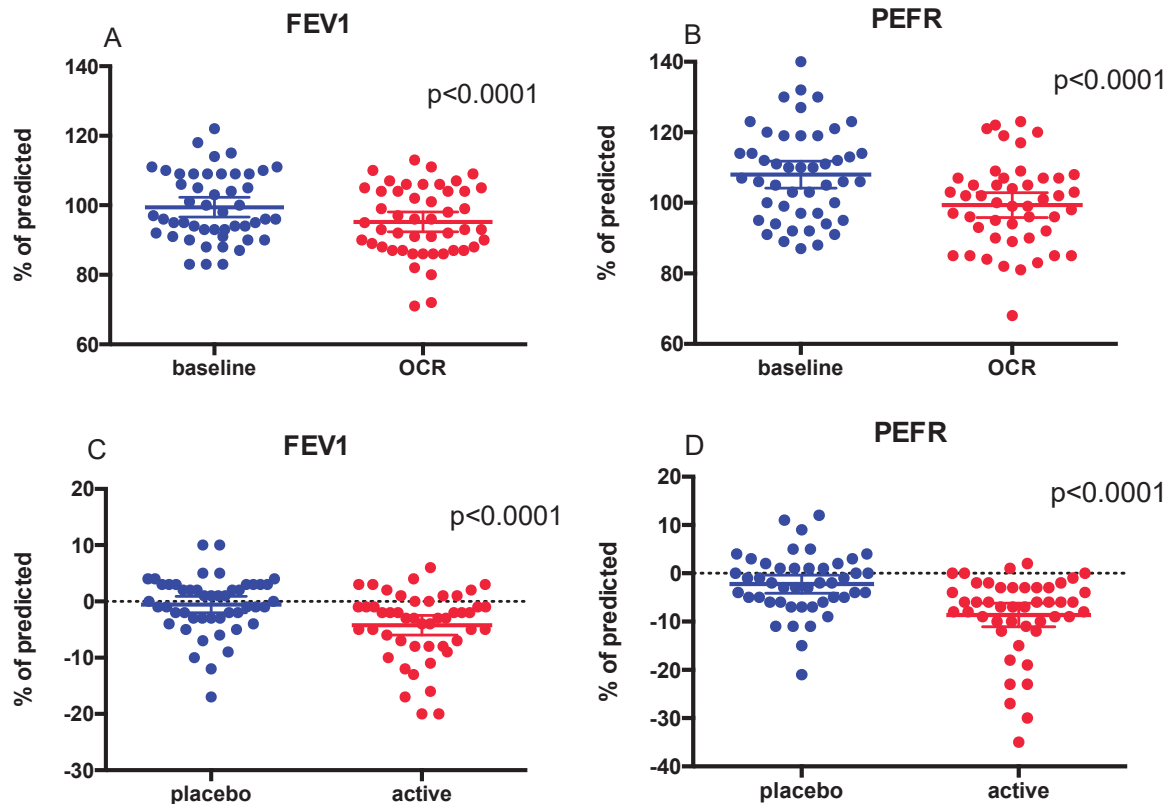 A
FEV1
p<0.0001
% of predicted
140
120
100
80
60
baseline
OCR
B
PEFR
p<0.0001
% of predicted
140
120
100
80
60
baseline
OCR
C
FEV1
p<0.0001
% of predicted
20
10
0
-10
-20
-30
placebo
active
D
PEFR
p<0.0001
% of predicted
20
10
0
-10
-20
-30
-40
placebo
active